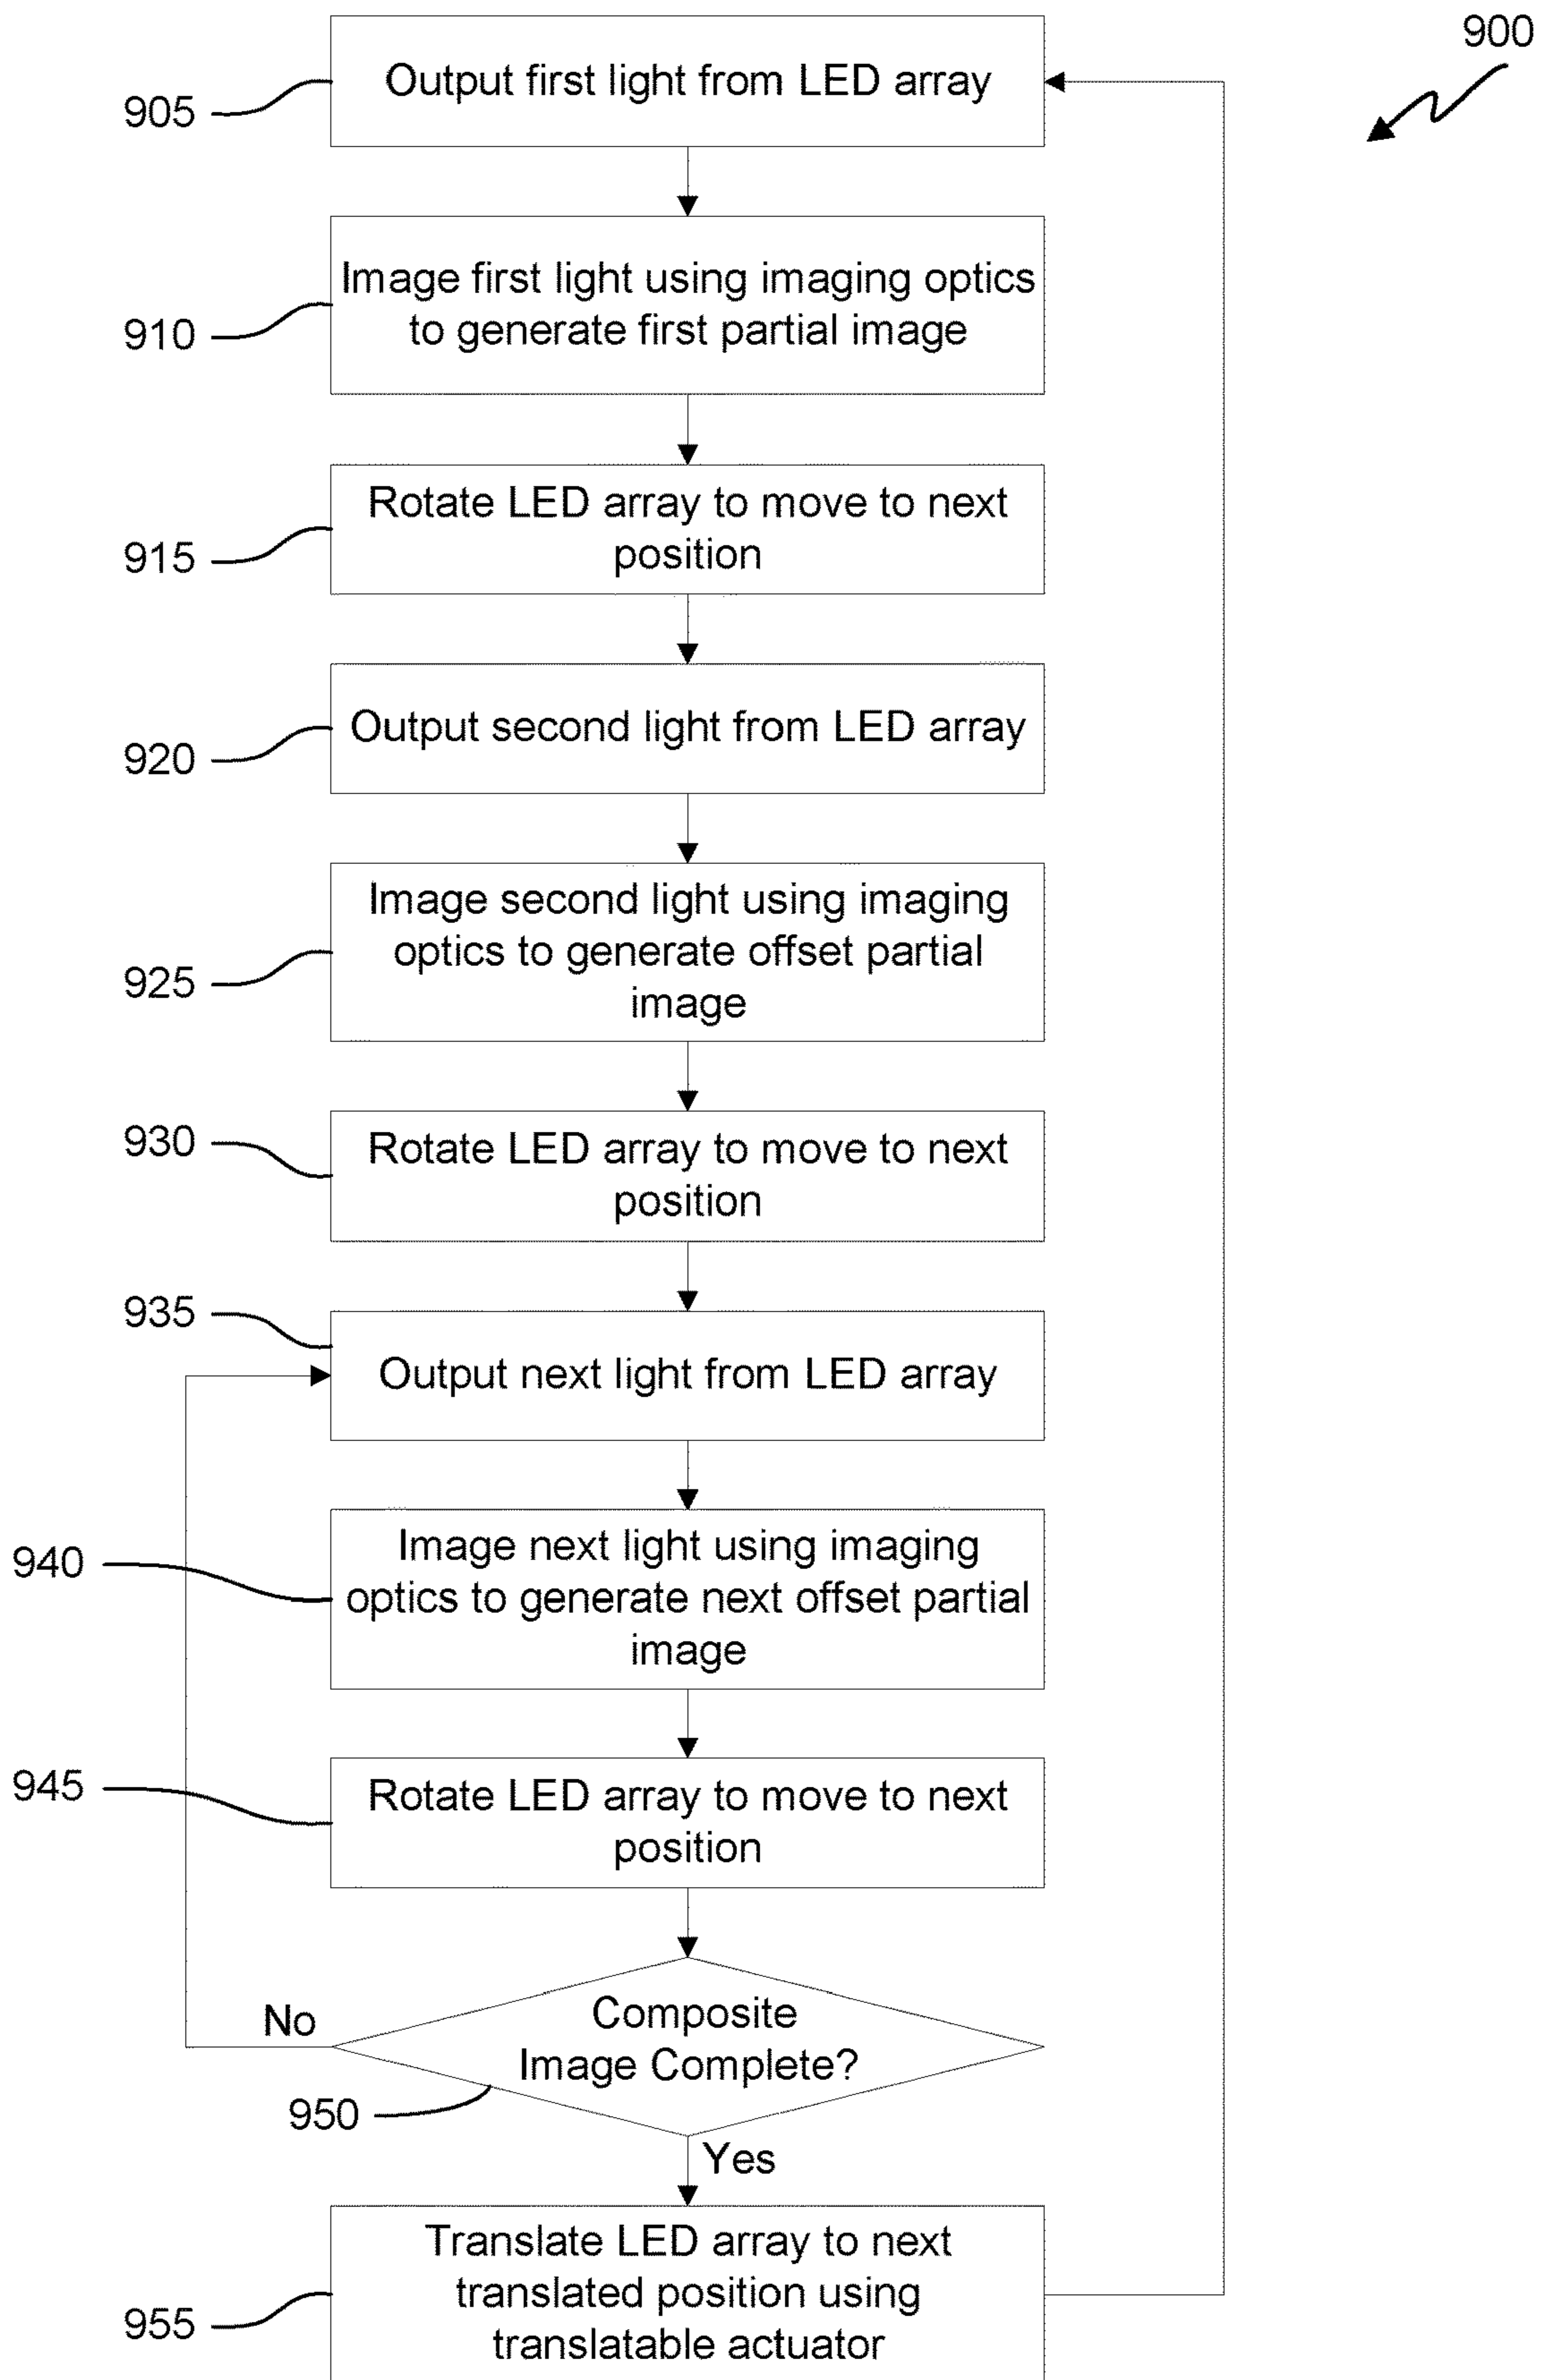 900
Output first light from LED array
905
Image first light using imaging optics
to generate first partial image
910
Rotate LED array to move to next
position
915
Output second light from LED array
920
Image second light using imaging
optics to generate offset partial
image
925
930
Rotate LED array to move to next
position
935
Output next light from LED array
940
Image next light using imaging
optics to generate next offset partial
image
945
Rotate LED array to move to next
position
No
Composite
Image Complete?
950
Yes
Translate LED array to next
translated position using
translatable actuator
955